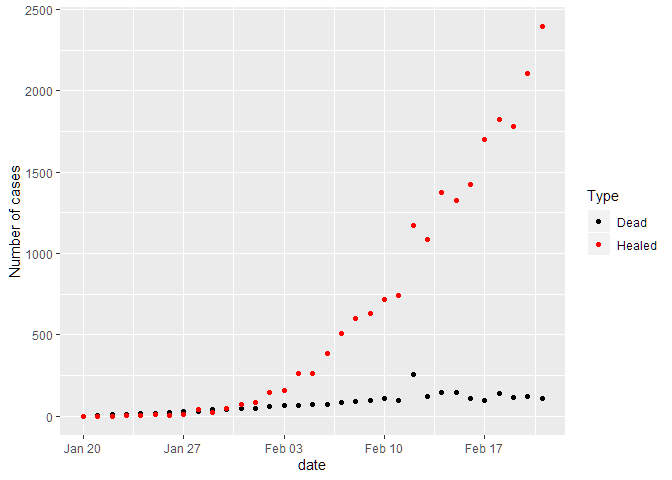 2500
2000
1500
1000
500
0
Number of cases
Jan 20 Jan 27 Feb 03 Feb 10 Feb 17
date
Type
Dead
Healed